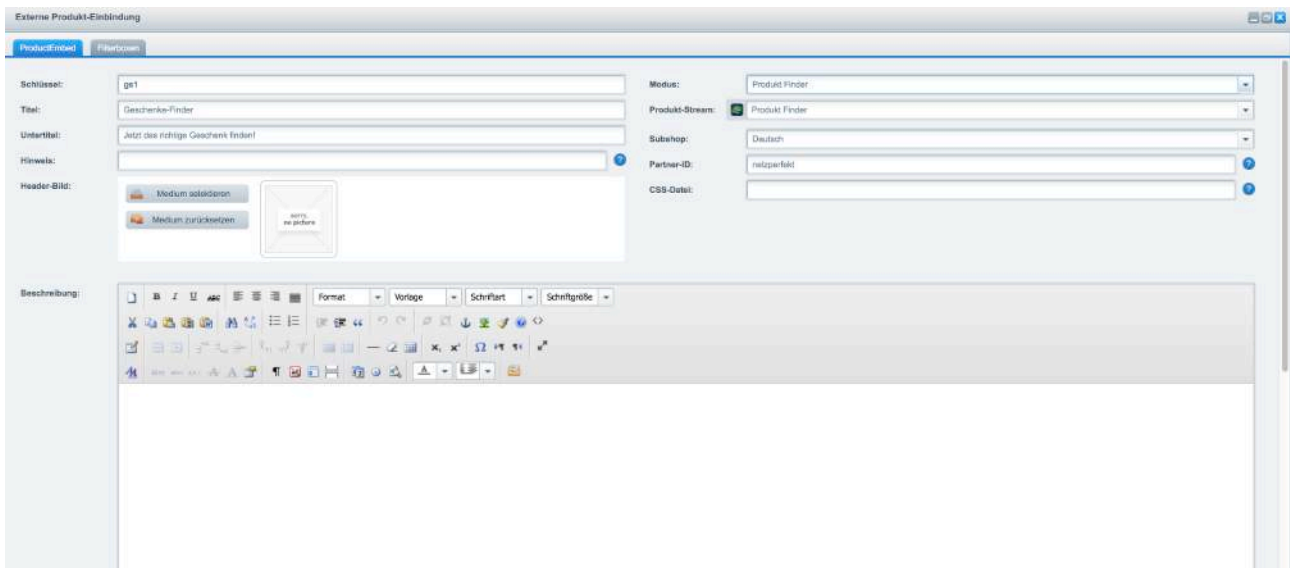 Externe Produkt-Einbindung
ProductEmbed Filterboxen
Schlüssel: gs1
Titel: Geschenke-Finder
Untertitel: Jetzt das richtige Geschenk finden!
Hinweis:
Header-Bild: Medium selektieren
Medium zurücksetzen
SORRY,
no picture
Modus: Produkt Finder
Produkt-Stream: Produkt Finder
Subshop: Deutsch
Partner-ID: netzperfekt
CSS-Datei:
Beschreibung:
B I U ABC Format Vorlage Schriftart Schriftgröße